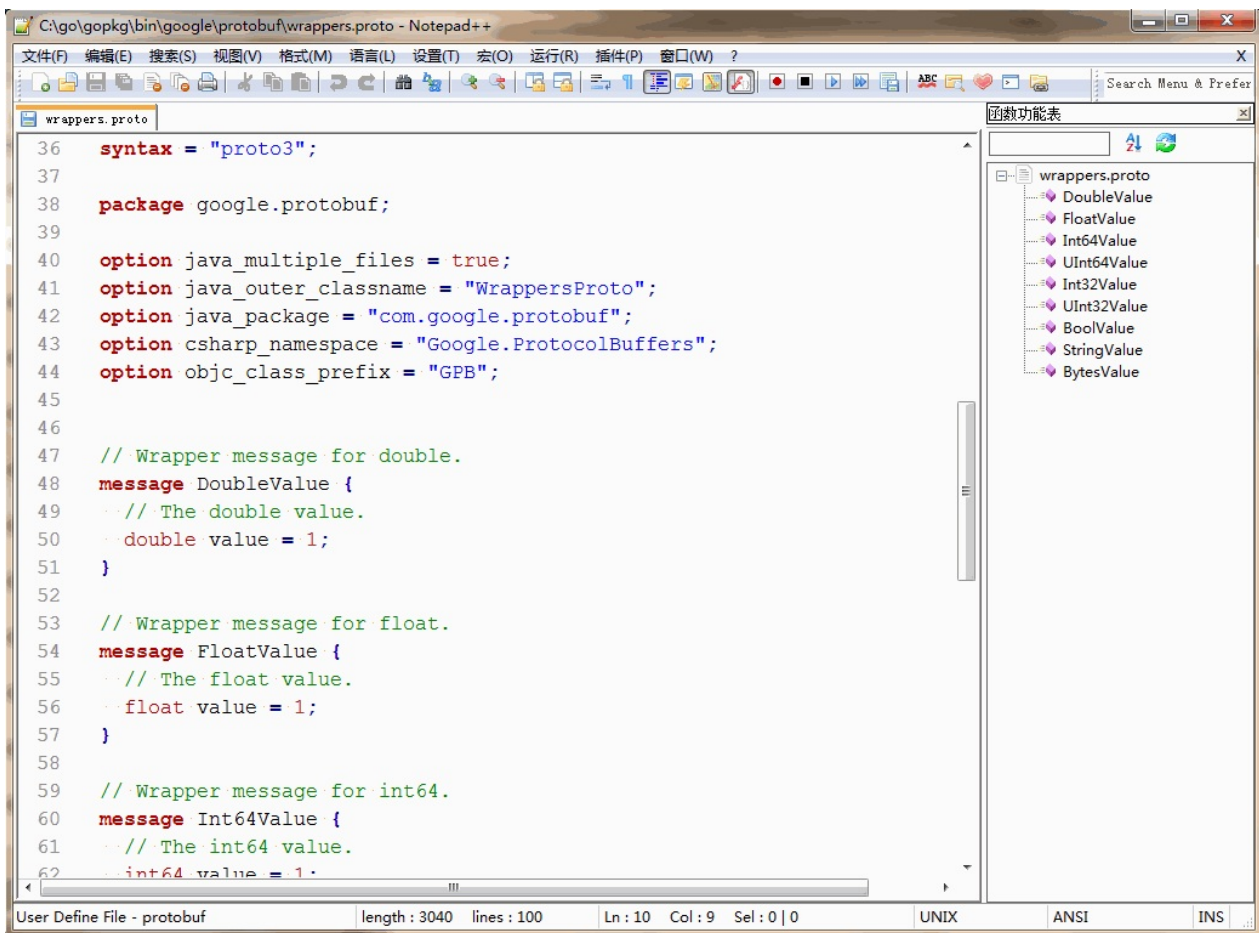 C:\go\gopkg\bin\google\protobuf\wrappers.proto - Notepad++
文件(F) 编辑(E) 搜索(S) 视图(V) 格式(M) 语言(L) 设置(T) 宏(O) 运行(R) 插件(P) 窗口(W) ? X
ABC Search Menu & Prefer
wrappers.proto
36 syntax = "proto3";
37
38 package google.protobuf;
39
40 option java_multiple_files = true;
41 option java_outer_classname = "WrappersProto";
42 option java_package = "com.google.protobuf";
43 option csharp_namespace = "Google.ProtocolBuffers";
44 option objc_class_prefix = "GPB";
45
46
47 // Wrapper message for double.
48 message DoubleValue {
49 // The double value.
50 double value = 1;
51 }
52
53 // Wrapper message for float.
54 message FloatValue {
55 // The float value.
56 float value = 1;
57 }
58
59 // Wrapper message for int64.
60 message Int64Value {
61 // The int64 value.
62 int64 value = 1;
函数功能表
wrappers.proto
DoubleValue
FloatValue
Int64Value
UInt64Value
Int32Value
UInt32Value
BoolValue
StringValue
BytesValue
User Define File - protobuf length : 3040 lines : 100 Ln : 10 Col : 9 Sel : 0 | 0 UNIX ANSI INS